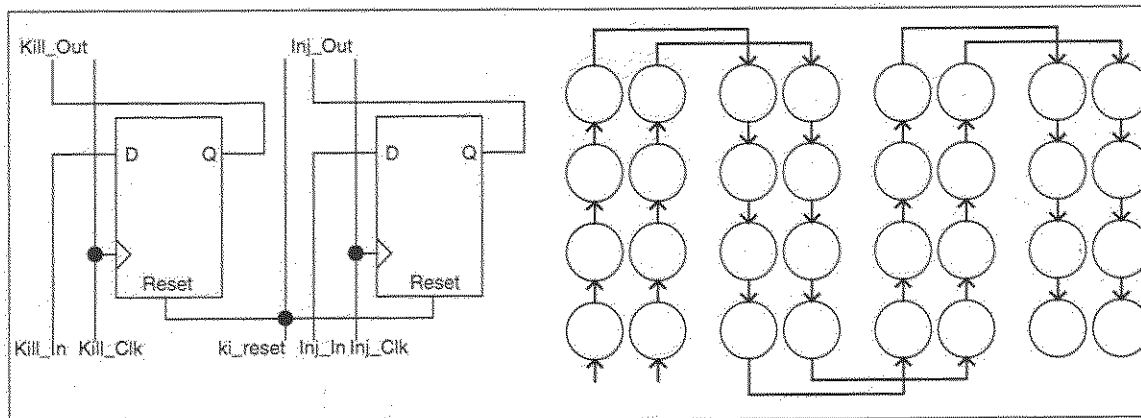 Kill_Out Inj_Out
D Q D Q
Reset Reset
Kill_In Kill_Clk ki_reset Inj_In Inj_Clk